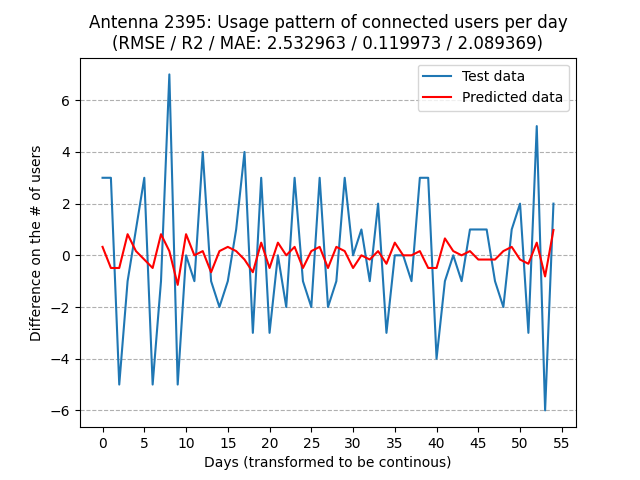 Antenna 2395: Usage pattern of connected users per day
(RMSE / R2 / MAE: 2.532963 / 0.119973 / 2.089369)
Test data
Predicted data
Difference on the # of users
6
4
2
0
−2
−4
−6
0 5 10 15 20 25 30 35 40 45 50 55
Days (transformed to be continous)